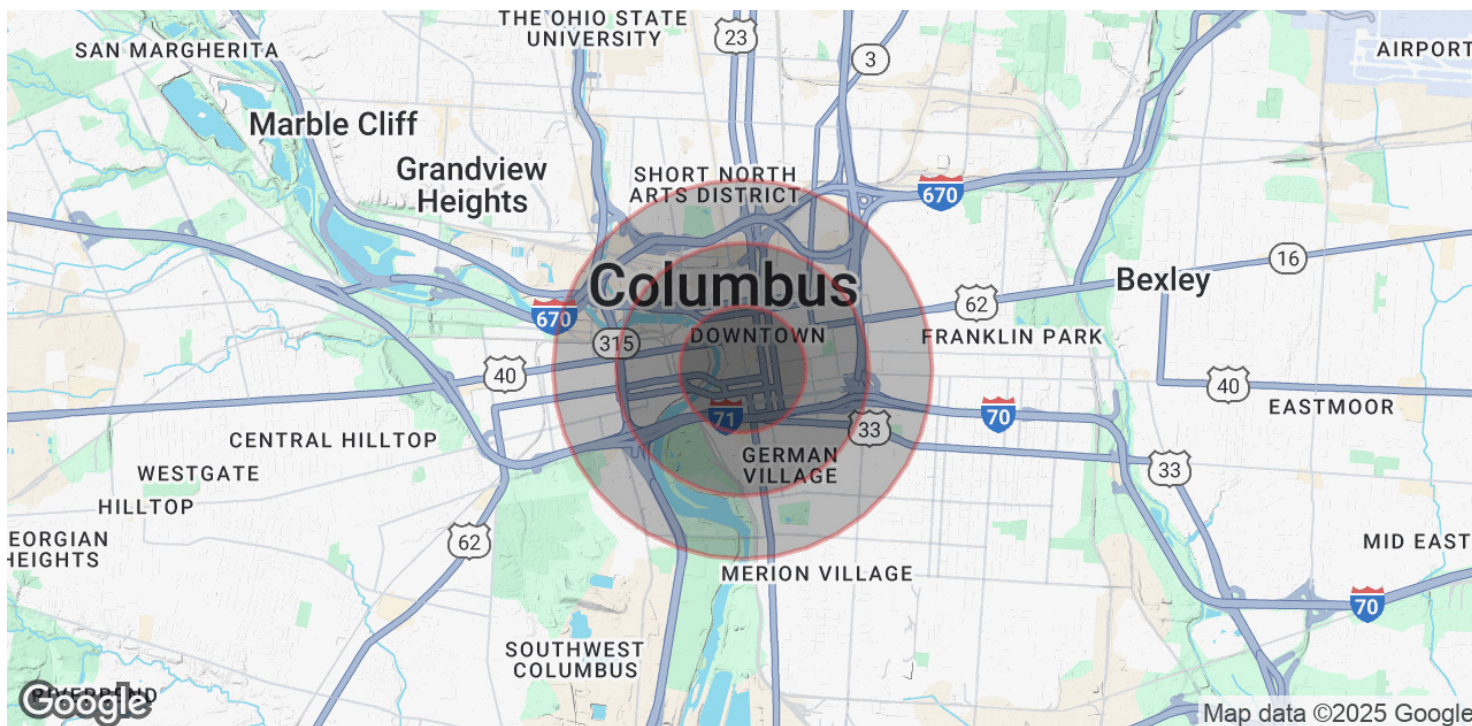 THE OHIO STATE
UNIVERSITY
23
SAN MARGHERITA
3
AIRPORT
Marble Cliff
Grandview
Heights
SHORT NORTH
ARTS DISTRICT
670
16
Columbus
Bexley
62
670
DOWNTOWN
FRANKLIN PARK
315
40
40
EASTMOOR
71
70
33
CENTRAL HILLTOP
GERMAN
VILLAGE
33
WESTGATE
HILLTOP
EORGIAN
HEIGHTS
62
MID EAST
MERION VILLAGE
70
SOUTHWEST
COLUMBUS
Google
Map data ©2025 Google